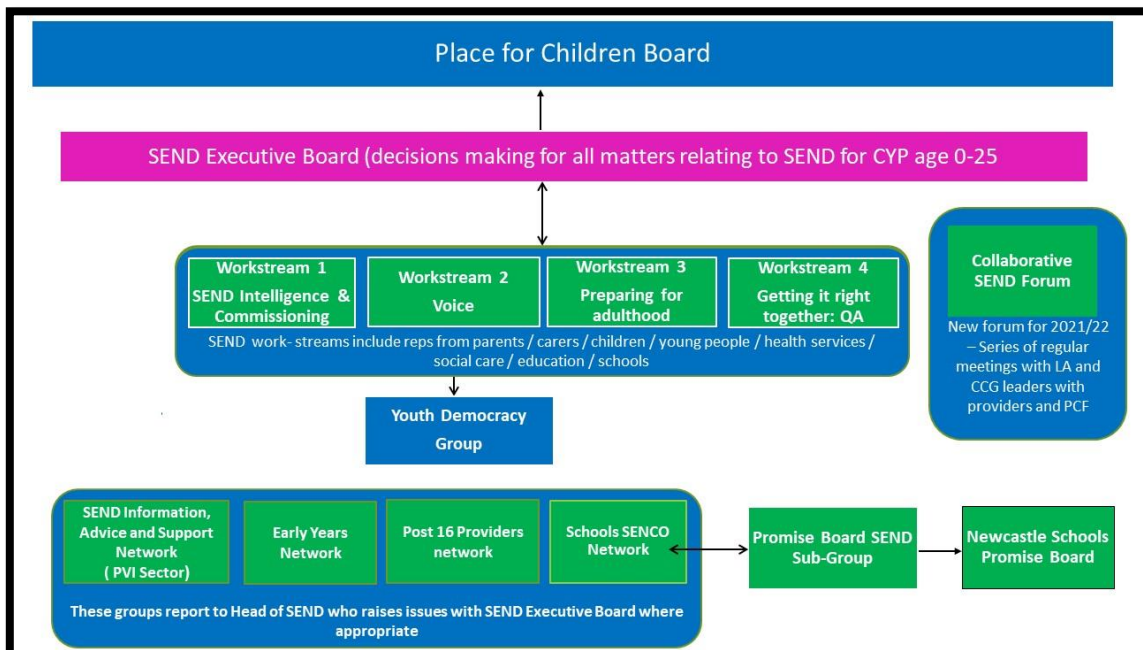 Place for Children Board
SEND Executive Board (decisions making for all matters relating to SEND for CYP age 0-25
Workstream 1
SEND Intelligence &
Commissioning
Workstream 2
Voice
Workstream 3
Preparing for
adulthood
Workstream 4
Getting it right
together: QA
SEND work- streams include reps from parents / carers / children / young people / health services /
social care / education / schools
Collaborative
SEND Forum
New forum for 2021/22
– Series of regular
meetings with LA and
CCG leaders with
providers and PCF
Youth Democracy
Group
SEND Information,
Advice and Support
Network
( PVI Sector)
Early Years
Network
Post 16 Providers
network
Schools SENCO
Network
These groups report to Head of SEND who raises issues with SEND Executive Board where
appropriate
Promise Board SEND
Sub-Group
Newcastle Schools
Promise Board